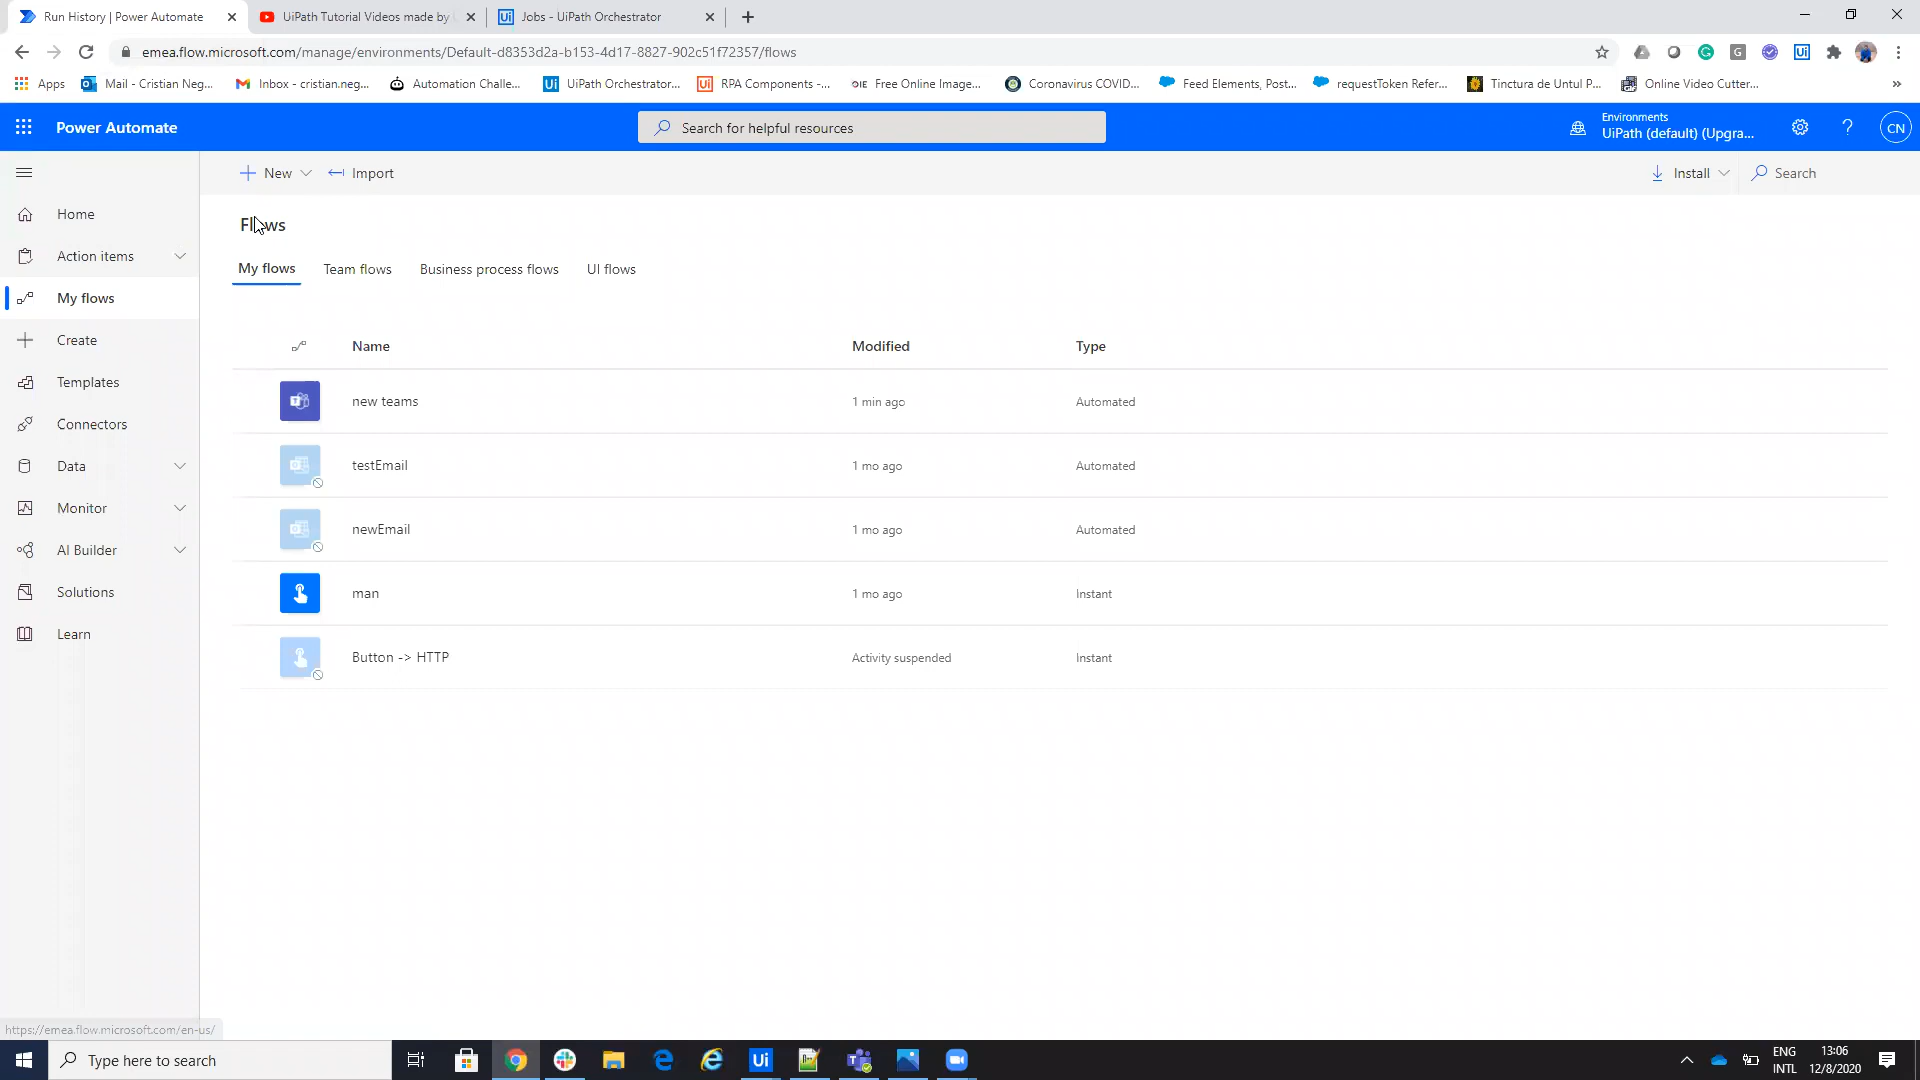 Run History | Power Automate
UiPath Tutorial Videos made by
Jobs - UiPath Orchestrator
emea.flow.microsoft.com/manage/environments/Default-d8353d2a-b153-4d17-8827-902c51f72357/flows
Apps
Mail - Cristian Neg...
Inbox - cristian.neg...
Automation Challe...
UiPath Orchestrator...
RPA Components -...
Free Online Image...
Coronavirus COVID...
Feed Elements, Post...
requestToken Refer...
Tinctura de Untul P...
Online Video Cutter...
Power Automate
Search for helpful resources
Environments
UiPath (default) (Upgra...
CN
New
Import
Install
Search
Home
Action items
My flows
Create
Templates
Connectors
Data
Monitor
AI Builder
Solutions
Learn
Flows
My flows
Team flows
Business process flows
UI flows
Name
Modified
Type
new teams
1 min ago
Automated
testEmail
1 mo ago
Automated
newEmail
1 mo ago
Automated
man
1 mo ago
Instant
Button -> HTTP
Activity suspended
Instant
https://emea.flow.microsoft.com/en-us/
Type here to search
ENG
INTL
13:06
12/8/2020